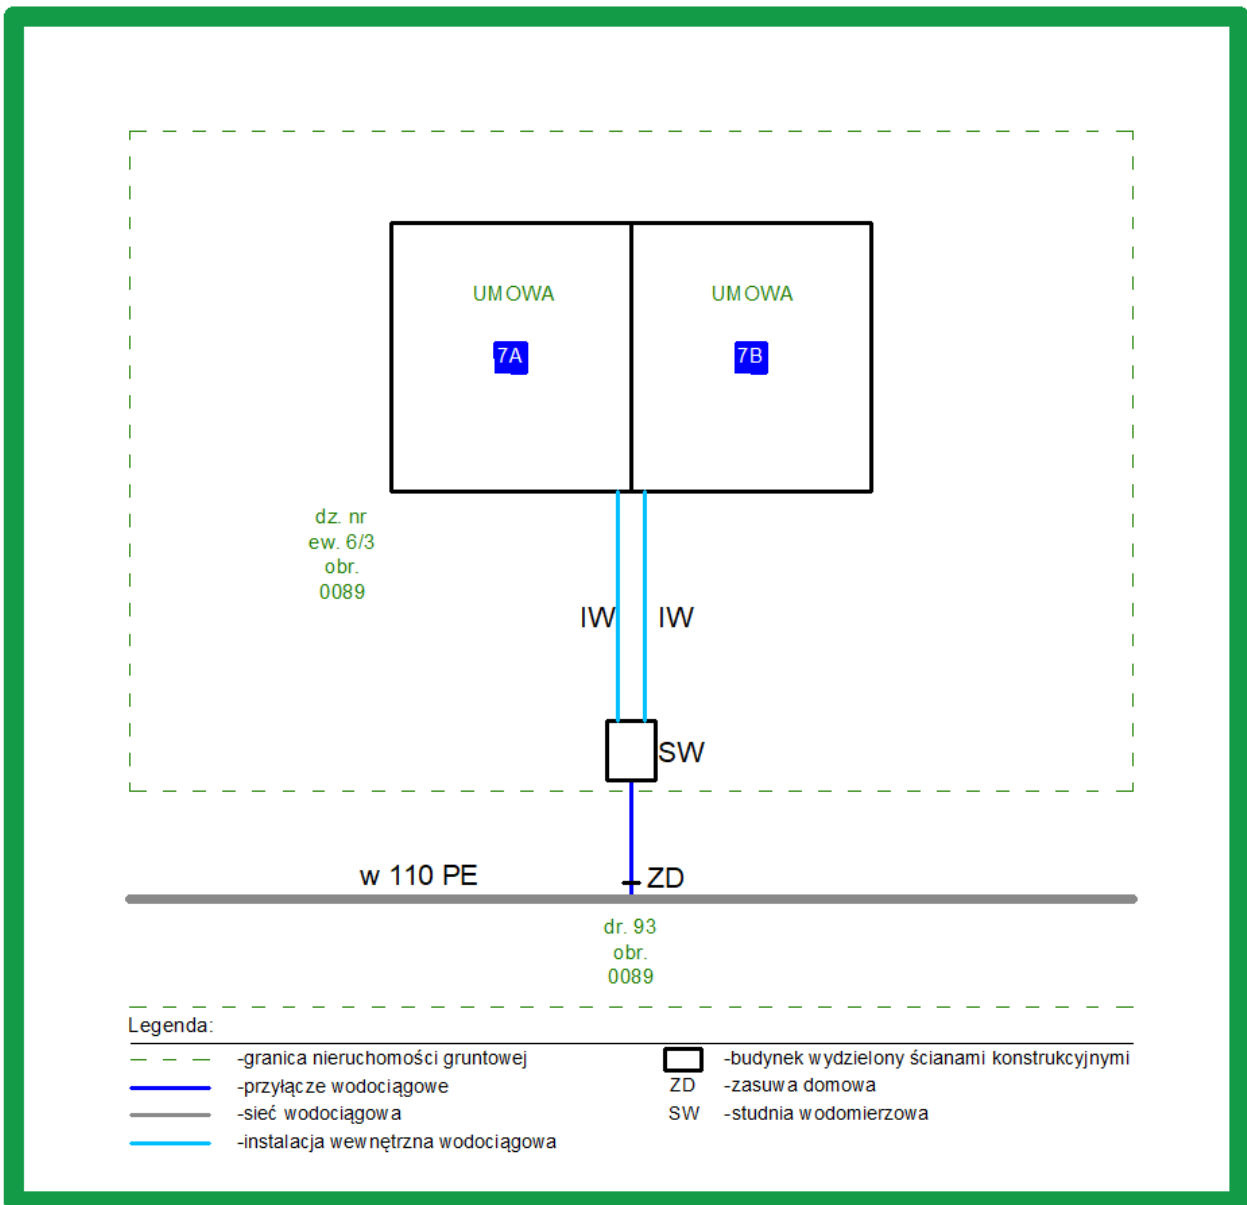 UMOWA UMOWA
7A 7B
dz. nr
ew. 6/3
obr.
0089
IW IW
SW
w 110 PE ZD
dr. 93
obr.
0089
Legenda:
-granica nieruchomości gruntowej
-przyłącze wodociągowe
-sieć wodociągowa
-instalacja wewnętrzna wodociągowa
-budynek wydzielony ścianami konstrukcyjnymi
ZD -zasuwa domowa
SW -studnia wodomierzowa